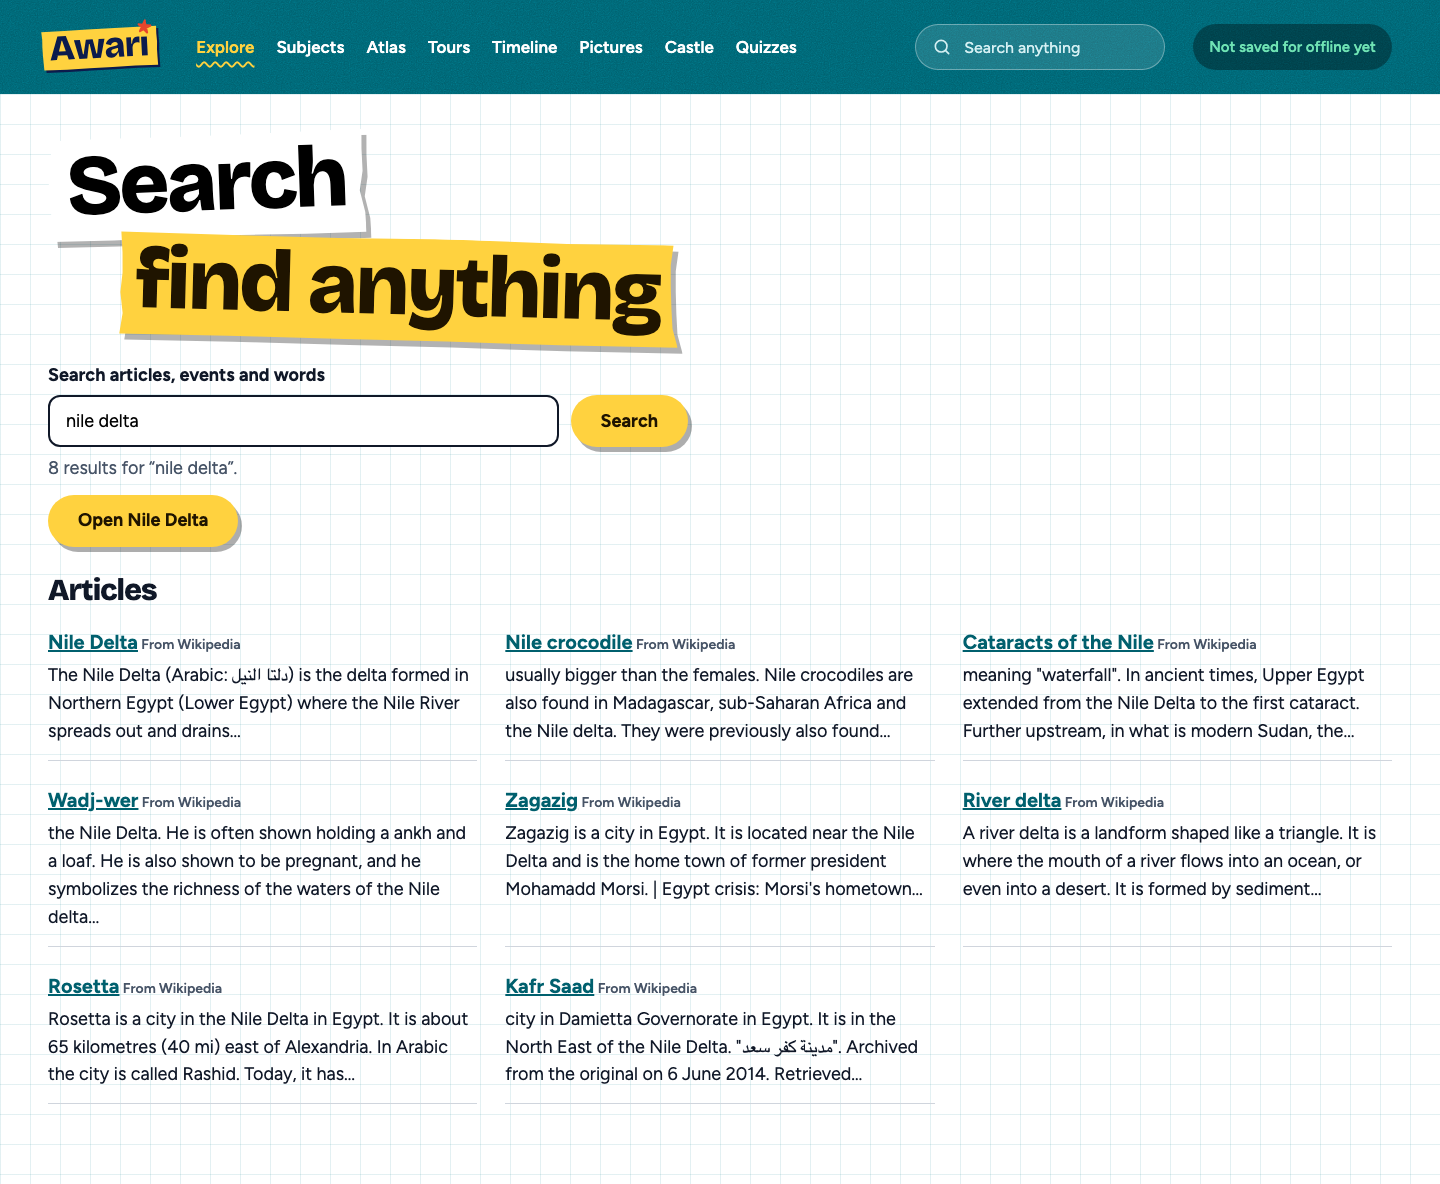 Awari
Explore Subjects Atlas Tours Timeline Pictures Castle Quizzes
Search anything
Not saved for offline yet
Search
find anything
Search articles, events and words
nile delta
Search
8 results for “nile delta”.
Open Nile Delta
Articles
Nile Delta From Wikipedia
The Nile Delta (Arabic: دلتا النيل) is the delta formed in
Northern Egypt (Lower Egypt) where the Nile River
spreads out and drains...
Nile crocodile From Wikipedia
usually bigger than the females. Nile crocodiles are
also found in Madagascar, sub-Saharan Africa and
the Nile delta. They were previously also found...
Cataracts of the Nile From Wikipedia
meaning "waterfall". In ancient times, Upper Egypt
extended from the Nile Delta to the first cataract.
Further upstream, in what is modern Sudan, the...
Wadj-wer From Wikipedia
the Nile Delta. He is often shown holding a ankh and
a loaf. He is also shown to be pregnant, and he
symbolizes the richness of the waters of the Nile
delta...
Zagazig From Wikipedia
Zagazig is a city in Egypt. It is located near the Nile
Delta and is the home town of former president
Mohamadd Morsi. | Egypt crisis: Morsi's hometown...
River delta From Wikipedia
A river delta is a landform shaped like a triangle. It is
where the mouth of a river flows into an ocean, or
even into a desert. It is formed by sediment...
Rosetta From Wikipedia
Rosetta is a city in the Nile Delta in Egypt. It is about
65 kilometres (40 mi) east of Alexandria. In Arabic
the city is called Rashid. Today, it has...
Kafr Saad From Wikipedia
city in Damietta Governorate in Egypt. It is in the
North East of the Nile Delta. "مدينة كفر سعد". Archived
from the original on 6 June 2014. Retrieved...